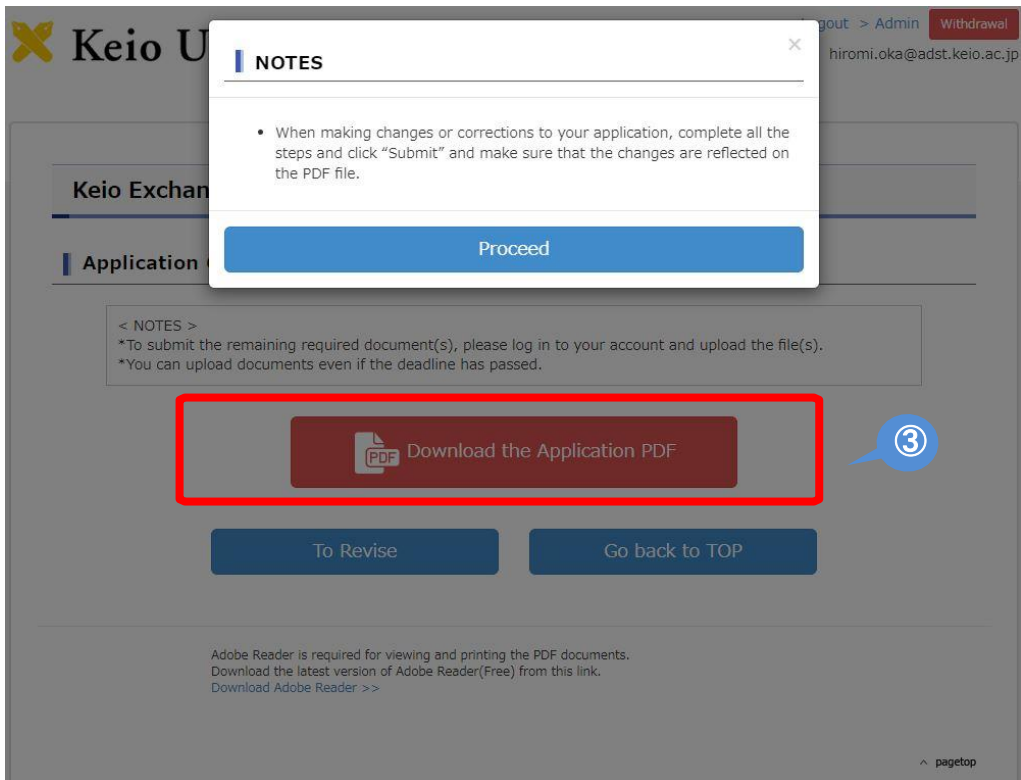 Keio U
gout > Admin Withdrawal
hiromi.oka@adst.keio.ac.jp
NOTES
×
• When making changes or corrections to your application, complete all the
steps and click “Submit” and make sure that the changes are reflected on
the PDF file.
Proceed
Keio Exchan
Application
< NOTES >
*To submit the remaining required document(s), please log in to your account and upload the file(s).
*You can upload documents even if the deadline has passed.
PDF Download the Application PDF
③
To Revise
Go back to TOP
Adobe Reader is required for viewing and printing the PDF documents.
Download the latest version of Adobe Reader(Free) from this link.
Download Adobe Reader >>
^ pagetop